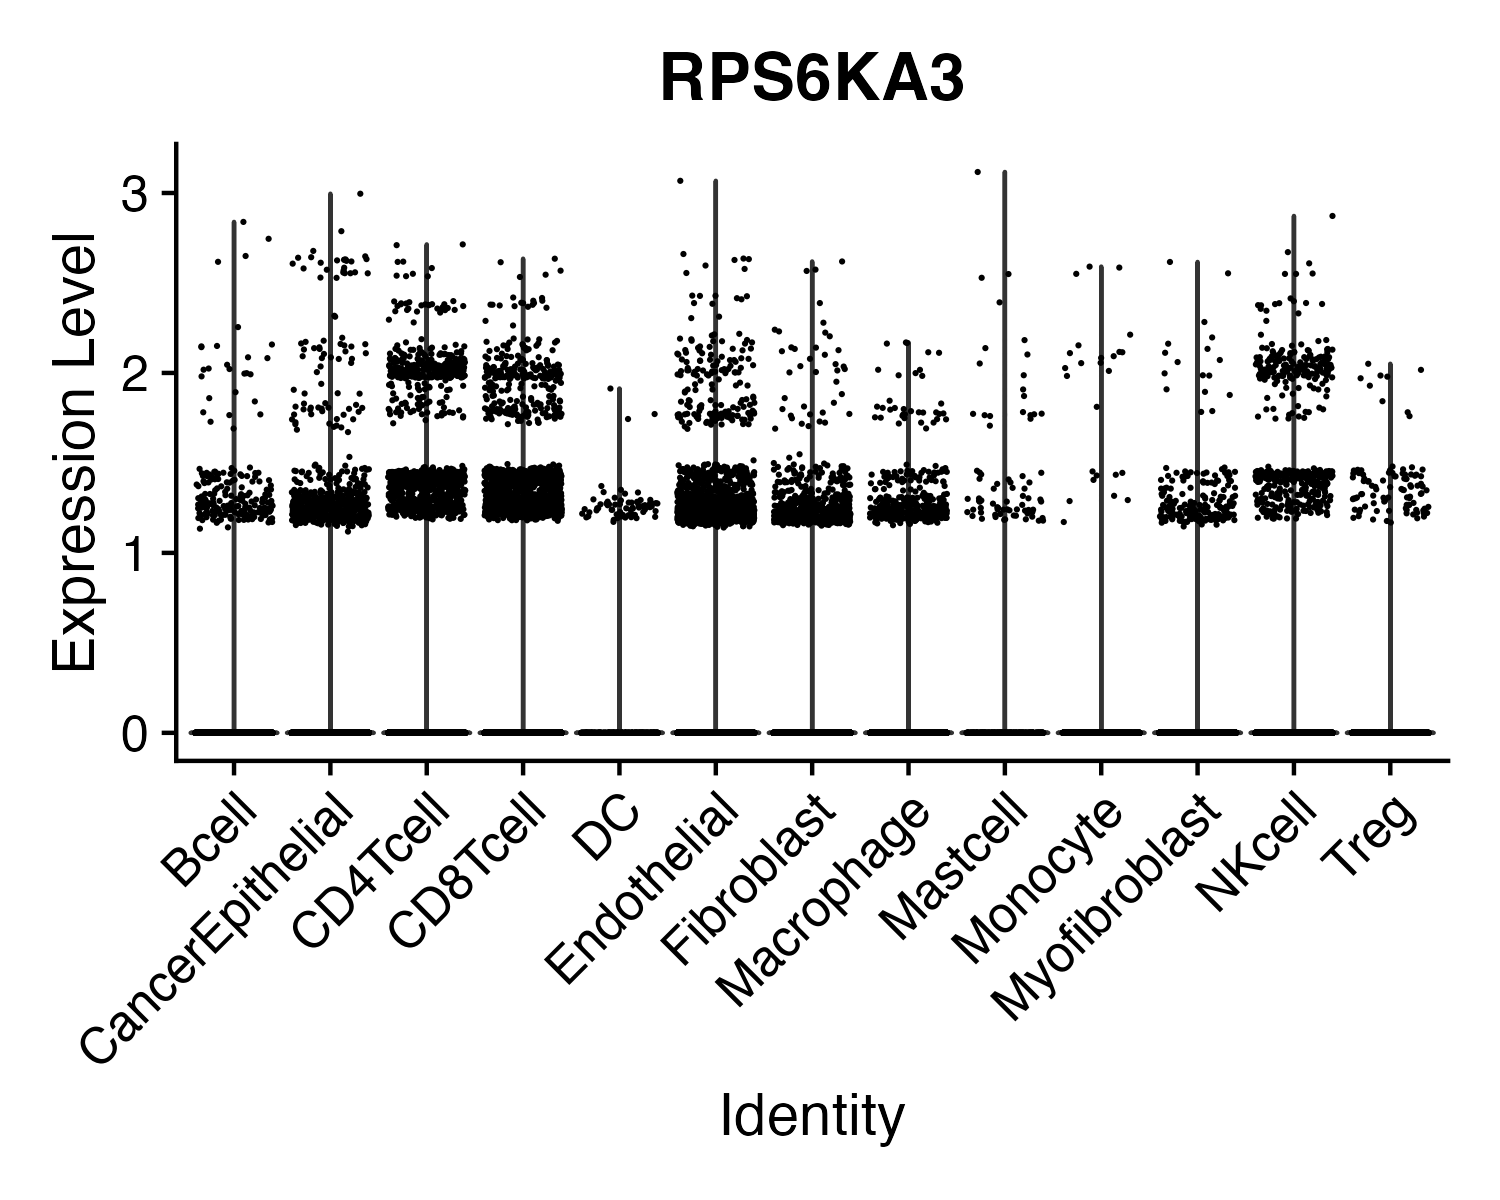 RPS6KA3
Expression Level
3
2
1
0
Bcell
CancerEpithelial
CD4Tcell
CD8Tcell
DC
Endothelial
Fibroblast
Macrophage
Mastcell
Monocyte
Myofibroblast
NKcell
Treg
Identity